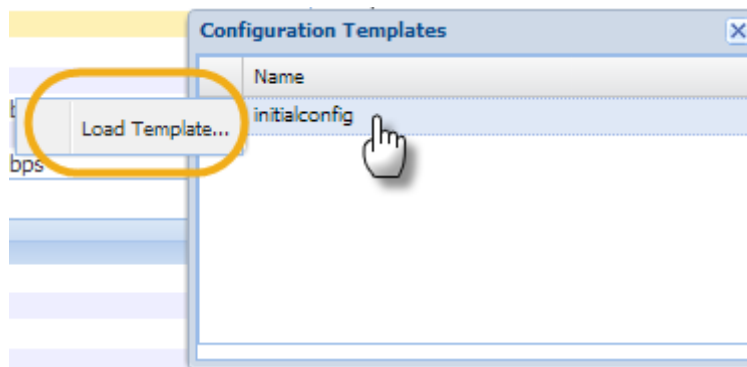 Configuration Templates
Name
initialconfig
Load Template...
bps